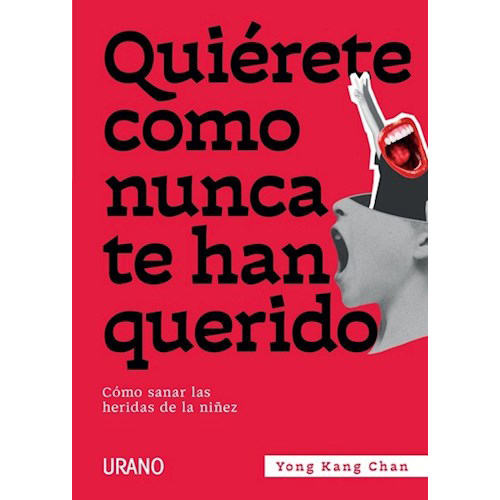 Quiérete
como
nunca
te han
querido
Cómo sanar las
heridas de la niñez
URANO
Yong Kang Chan